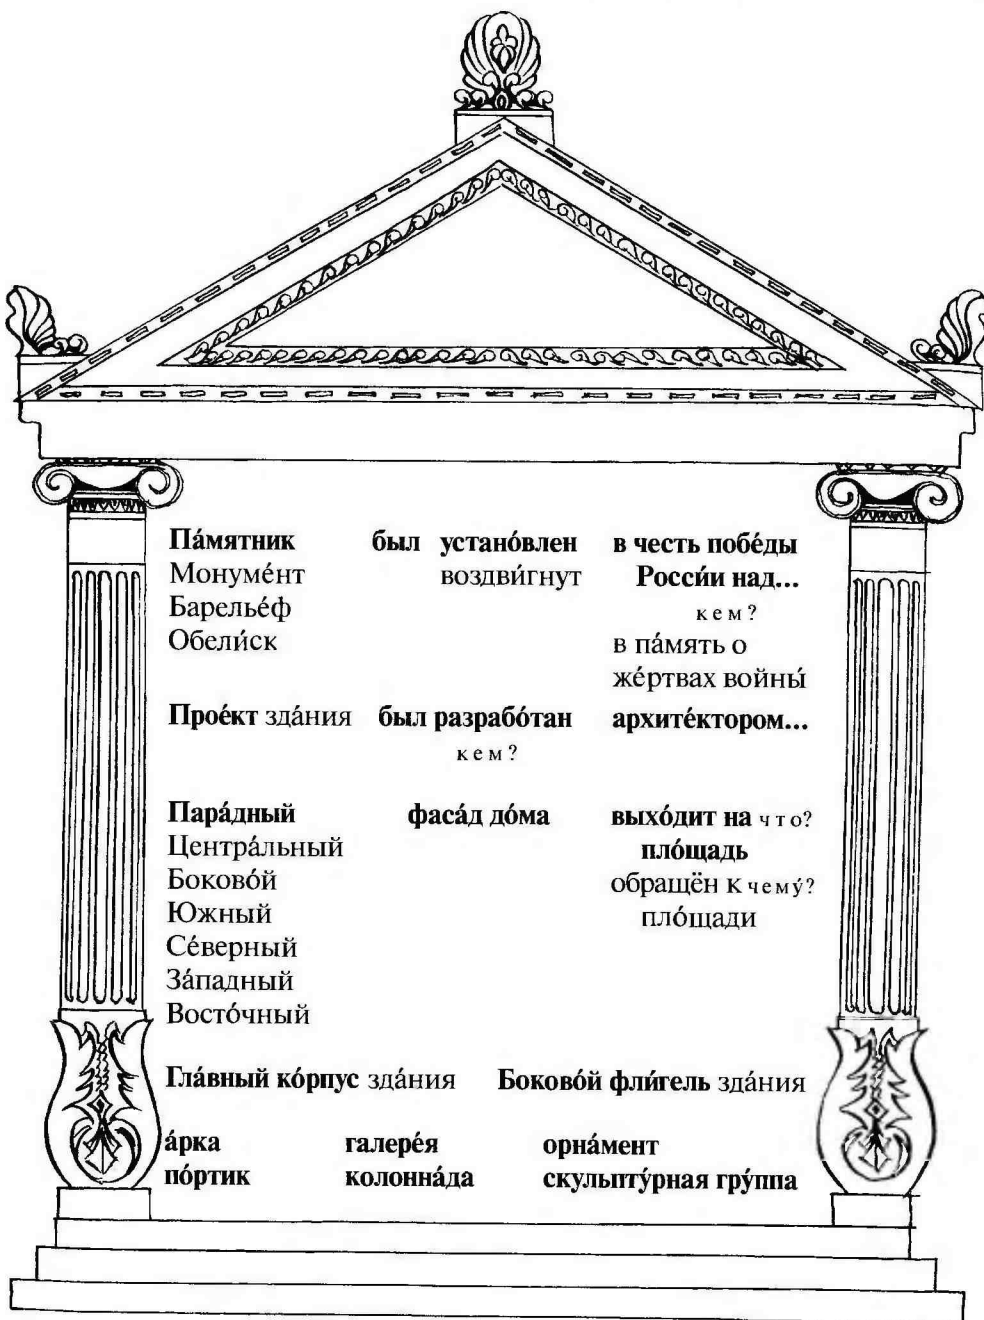 Па́мятник был устано́влен в честь побе́ды
Монуме́нт воздви́гнут Росси́и над...
Барелье́ф кем?
Обели́ск в па́мять о
же́ртвах войны́
Прое́кт зда́ния был разрабо́тан архите́ктором...
кем?
Пара́дный фаса́д до́ма выхо́дит на что?
Центра́льный пло́щадь
Боково́й обращён к чему́?
Ю́жный пло́щади
Се́верный
За́падный
Восто́чный
Гла́вный ко́рпус зда́ния Боково́й фли́гель зда́ния
а́рка галере́я орна́мент
по́ртик колонна́да скульпту́рная гру́ппа